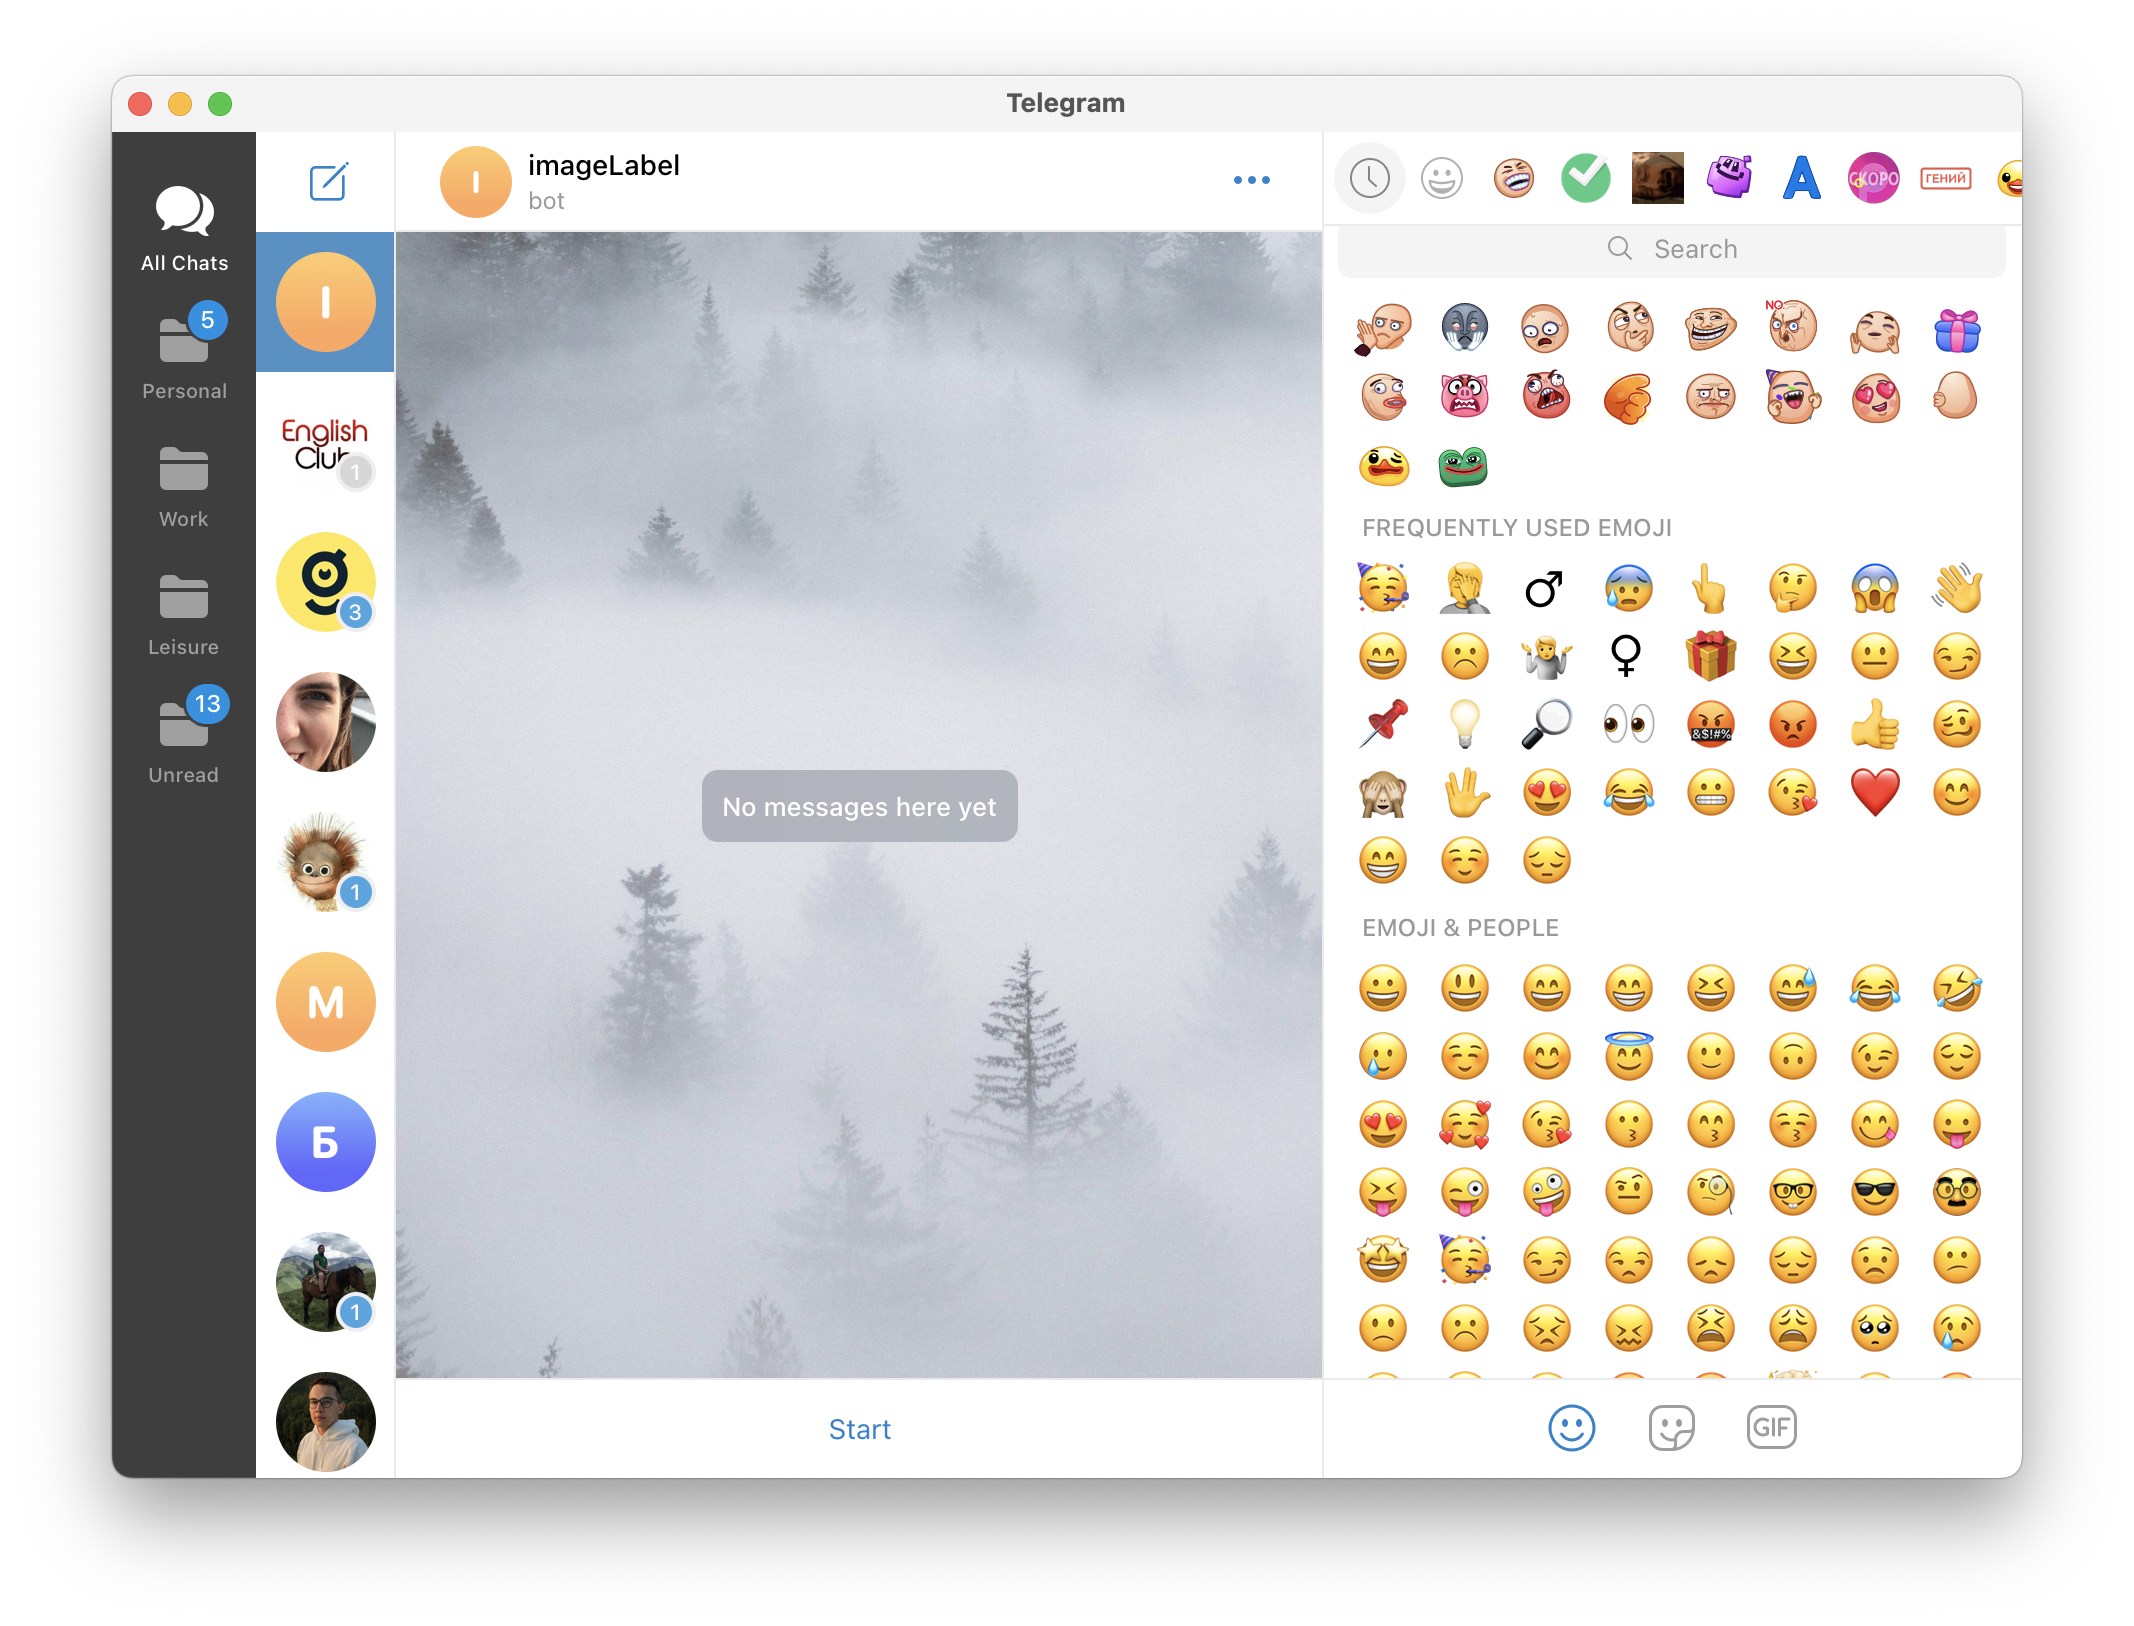 Telegram
All Chats
5
Personal
Work
Leisure
13
Unread
I
English
Club
1
g
3
1
М
Б
1
I
imageLabel
bot
No messages here yet
Start
СКОРО
ГЕНИЙ
Search
NO.
FREQUENTLY USED EMOJI
&$!#%
EMOJI & PEOPLE
GIF